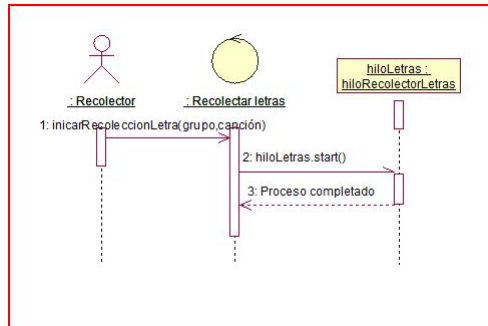 hiloLetras :
hiloRecolectorLetras
: Recolector
: Recolectar letras
1: inicarRecoleccionLetra(grupo,canción)
2: hiloLetras.start()
3: Proceso completado